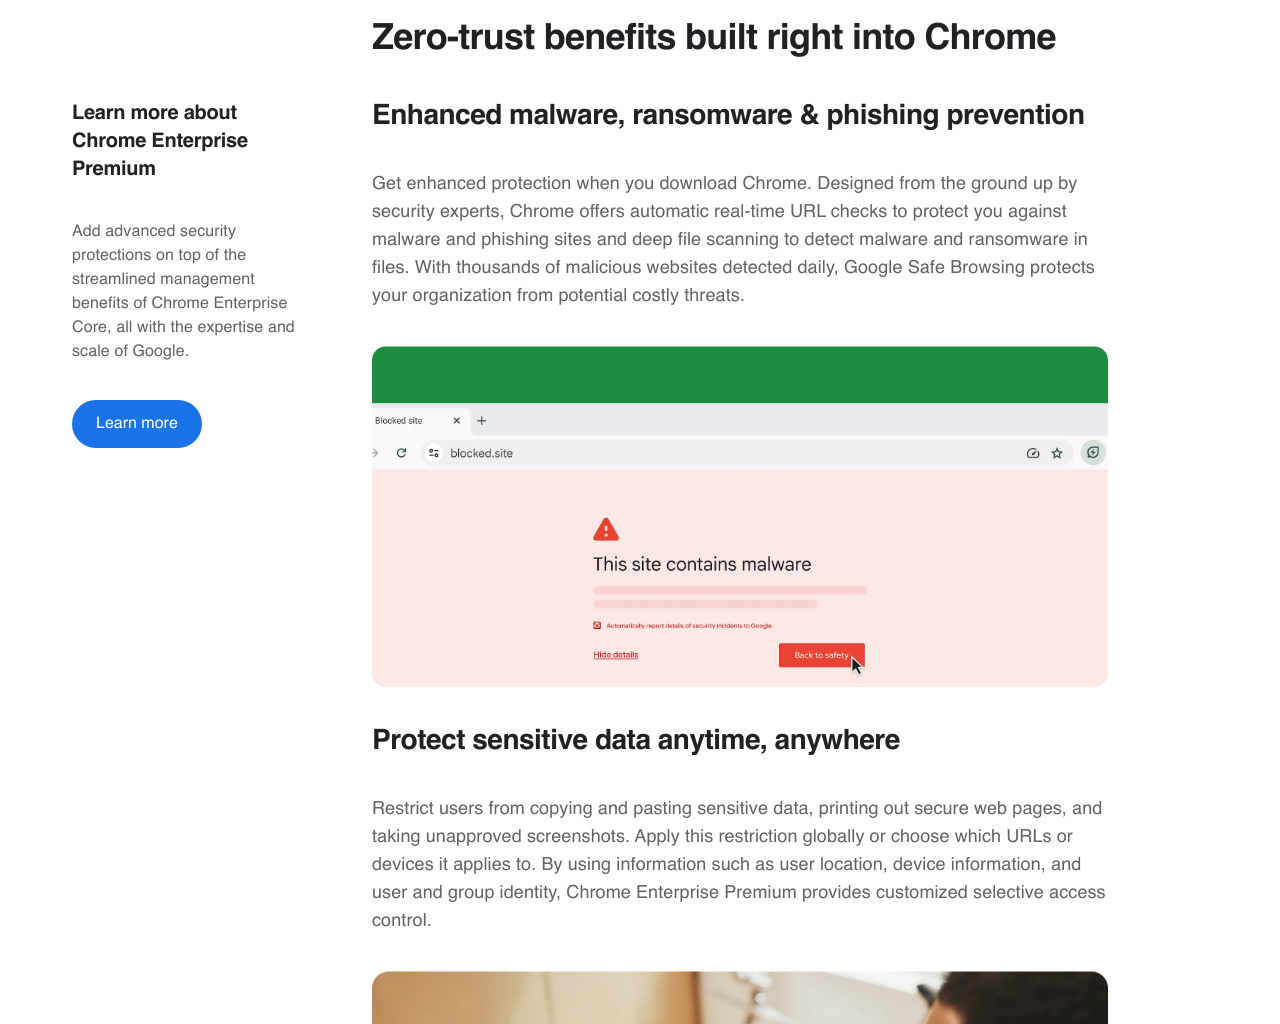 Zero-trust benefits built right into Chrome
Learn more about
Chrome Enterprise
Premium
Add advanced security
protections on top of the
streamlined management
benefits of Chrome Enterprise
Core, all with the expertise and
scale of Google.
Learn more
Enhanced malware, ransomware & phishing prevention
Get enhanced protection when you download Chrome. Designed from the ground up by
security experts, Chrome offers automatic real-time URL checks to protect you against
malware and phishing sites and deep file scanning to detect malware and ransomware in
files. With thousands of malicious websites detected daily, Google Safe Browsing protects
your organization from potential costly threats.
Blocked site
blocked.site
This site contains malware
Automatically report details of security incidents to Google.
Hide details
Back to safety
Protect sensitive data anytime, anywhere
Restrict users from copying and pasting sensitive data, printing out secure web pages, and
taking unapproved screenshots. Apply this restriction globally or choose which URLs or
devices it applies to. By using information such as user location, device information, and
user and group identity, Chrome Enterprise Premium provides customized selective access
control.